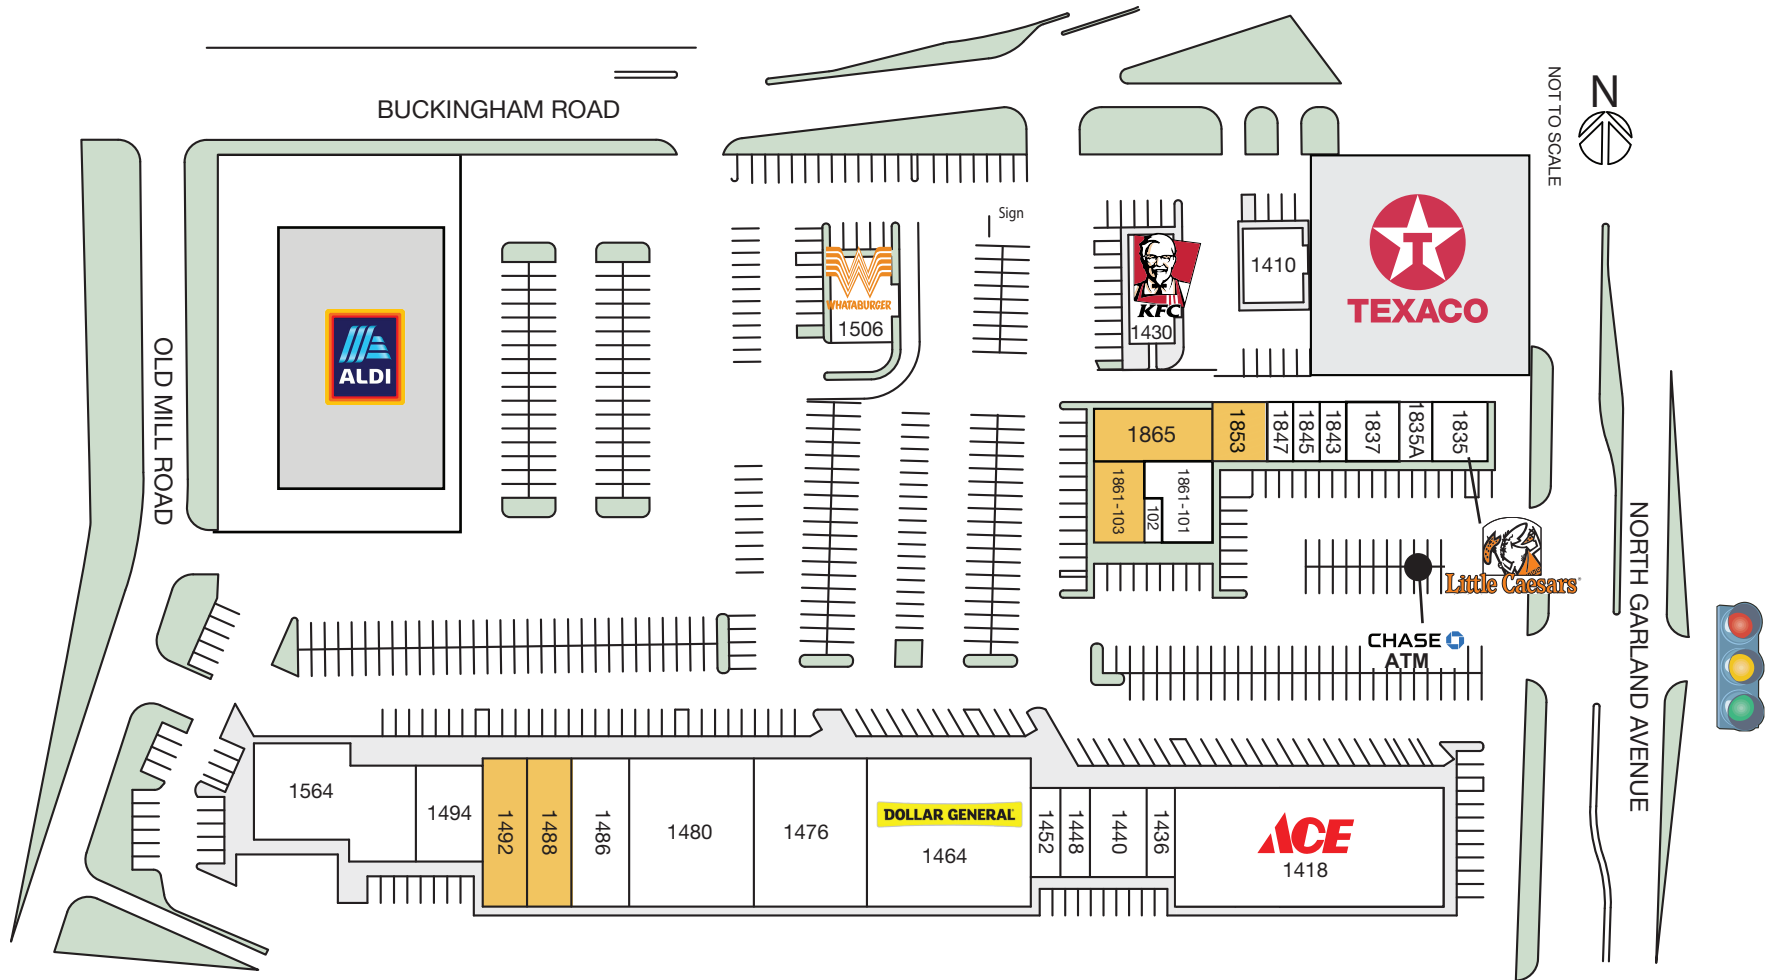 BUCKINGHAM ROAD
NOT TO SCALE
N
Sign
WHATABURGER
1506
KFC
1430
1410
TEXACO
ALDI
OLD MILL ROAD
1865
1853
1847
1845
1843
1837
1835A
1835
1861-103
102
1861-101
Little Caesars
CHASE
ATM
NORTH GARLAND AVENUE
1564
1494
1492
1488
1486
1480
1476
DOLLAR GENERAL
1464
1452
1448
1440
1436
ACE
1418